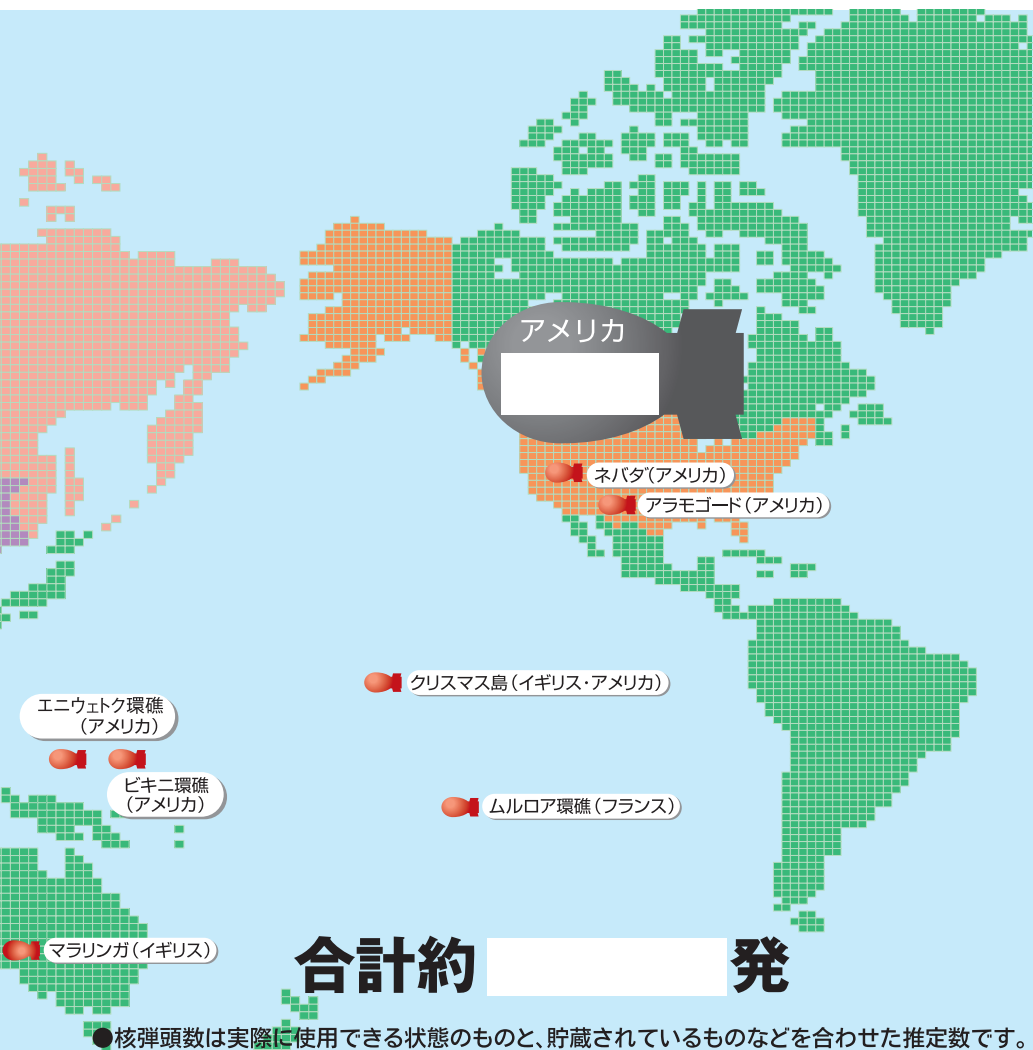 アメリカ
ネバダ(アメリカ)
アラモゴード(アメリカ)
クリスマス島(イギリス・アメリカ)
エニウェトク環礁
(アメリカ)
ビキニ環礁
(アメリカ)
ムルロア環礁(フランス)
マラリンガ(イギリス)
合計約 発
●核弾頭数は実際に使用できる状態のものと、貯蔵されているものなどを合わせた推定数です。